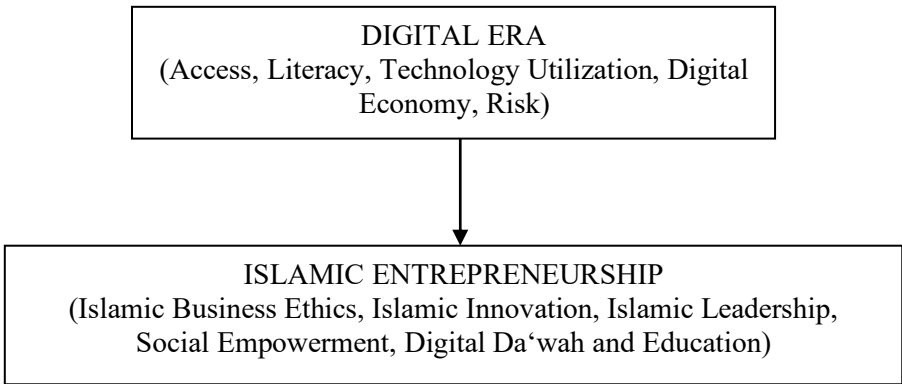 DIGITAL ERA
(Access, Literacy, Technology Utilization, Digital
Economy, Risk)
ISLAMIC ENTREPRENEURSHIP
(Islamic Business Ethics, Islamic Innovation, Islamic Leadership,
Social Empowerment, Digital Da‘wah and Education)